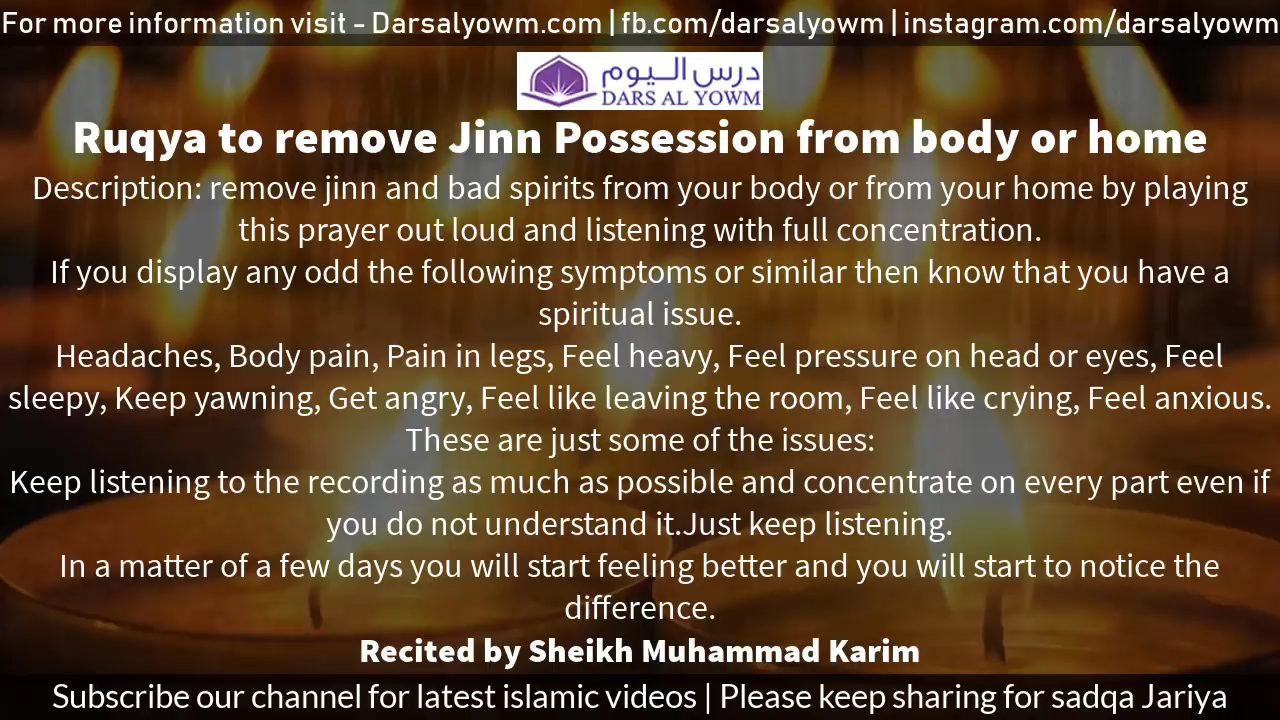 For more information visit - Darsalyowm.com | fb.com/darsalyowm | instagram.com/darsalyowm
درس اليوم
DARS AL YOWM
Ruqya to remove Jinn Possession from body or home
Description: remove jinn and bad spirits from your body or from your home by playing
this prayer out loud and listening with full concentration.
If you display any odd the following symptoms or similar then know that you have a
spiritual issue.
Headaches, Body pain, Pain in legs, Feel heavy, Feel pressure on head or eyes, Feel
sleepy, Keep yawning, Get angry, Feel like leaving the room, Feel like crying, Feel anxious.
These are just some of the issues:
Keep listening to the recording as much as possible and concentrate on every part even if
you do not understand it.Just keep listening.
In a matter of a few days you will start feeling better and you will start to notice the
difference.
Recited by Sheikh Muhammad Karim
Subscribe our channel for latest islamic videos | Please keep sharing for sadqa Jariya